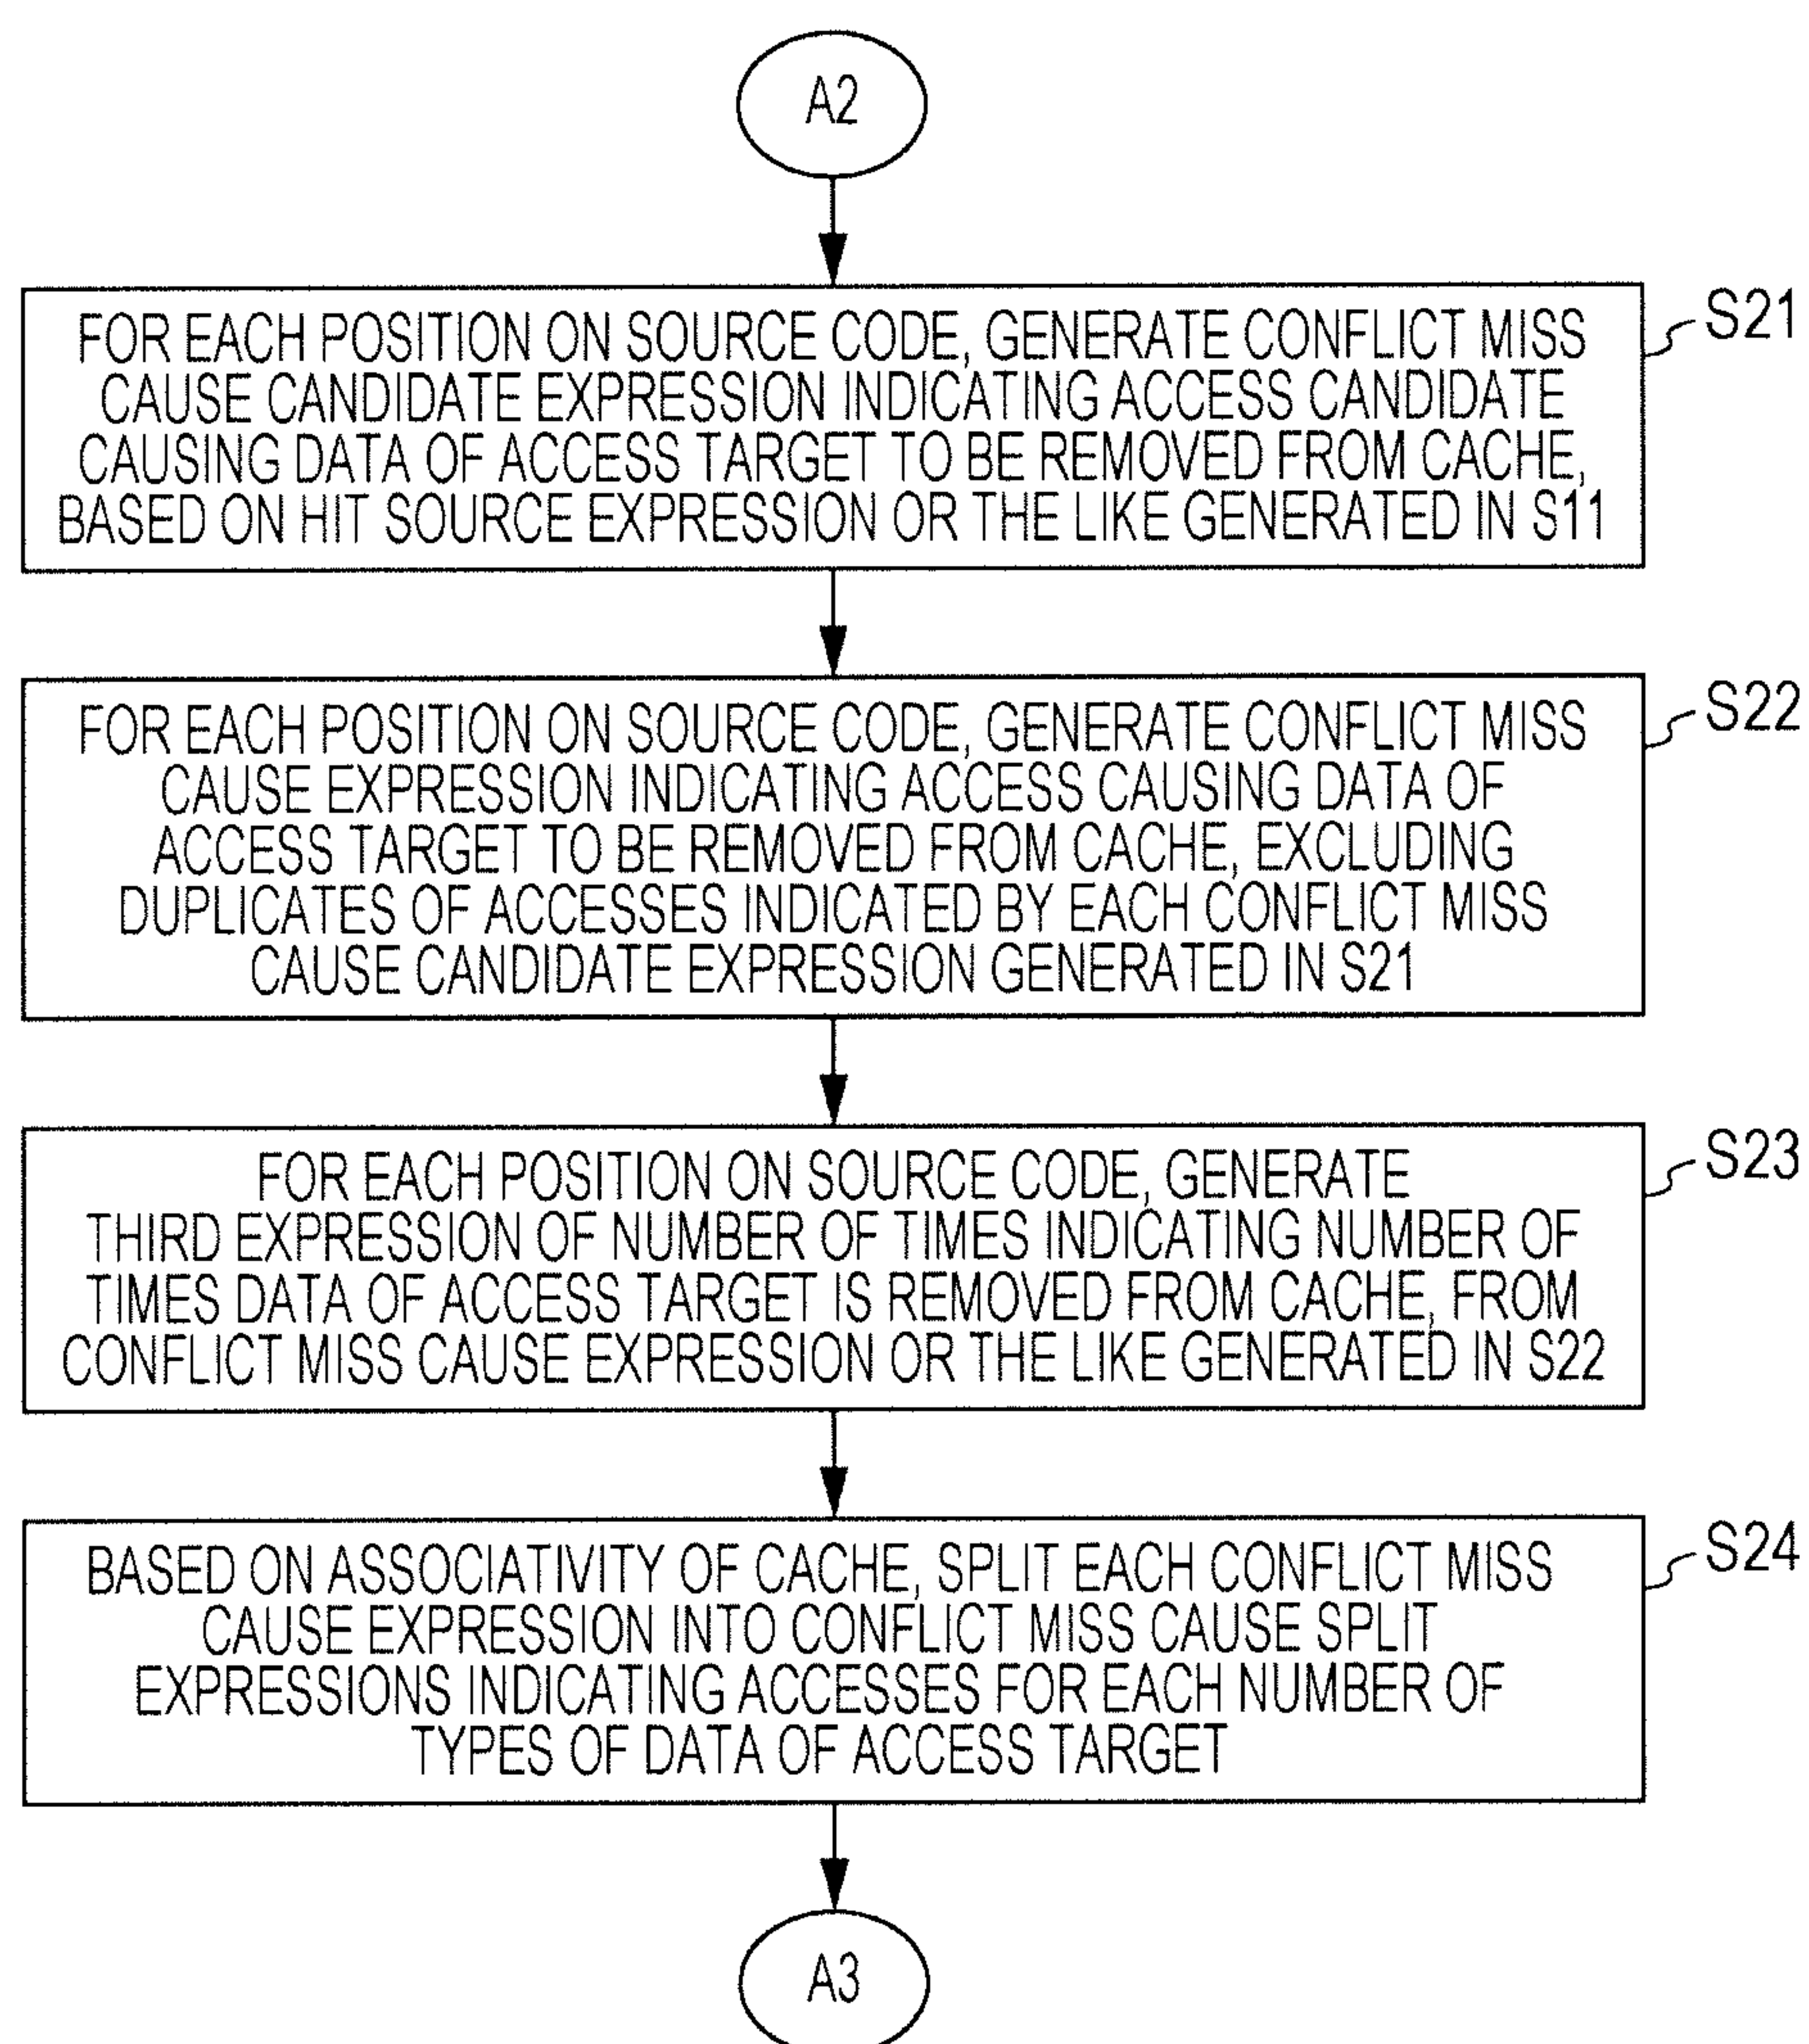 A2
FOR EACH POSITION ON SOURCE CODE, GENERATE CONFLICT MISS
CAUSE CANDIDATE EXPRESSION INDICATING ACCESS CANDIDATE
CAUSING DATA OF ACCESS TARGET TO BE REMOVED FROM CACHE,
BASED ON HIT SOURCE EXPRESSION OR THE LIKE GENERATED IN S11
S21
FOR EACH POSITION ON SOURCE CODE, GENERATE CONFLICT MISS
CAUSE EXPRESSION INDICATING ACCESS CAUSING DATA OF
ACCESS TARGET TO BE REMOVED FROM CACHE, EXCLUDING
DUPLICATES OF ACCESSES INDICATED BY EACH CONFLICT MISS
CAUSE CANDIDATE EXPRESSION GENERATED IN S21
S22
FOR EACH POSITION ON SOURCE CODE, GENERATE
THIRD EXPRESSION OF NUMBER OF TIMES INDICATING NUMBER OF
TIMES DATA OF ACCESS TARGET IS REMOVED FROM CACHE, FROM
CONFLICT MISS CAUSE EXPRESSION OR THE LIKE GENERATED IN S22
S23
BASED ON ASSOCIATIVITY OF CACHE, SPLIT EACH CONFLICT MISS
CAUSE EXPRESSION INTO CONFLICT MISS CAUSE SPLIT
EXPRESSIONS INDICATING ACCESSES FOR EACH NUMBER OF
TYPES OF DATA OF ACCESS TARGET
S24
A3